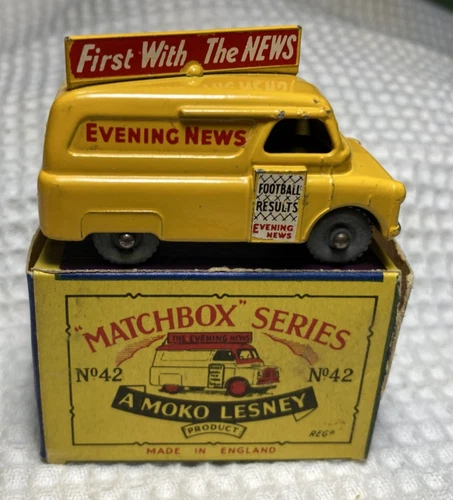 First With The NEWS
EVENING NEWS
FOOTBALL
RESULTS
EVENING
NEWS
"MATCHBOX" SERIES
THE EVENING NEWS
Nº42 Nº42
A MOKO LESNEY
PRODUCT
REGD
MADE IN ENGLAND